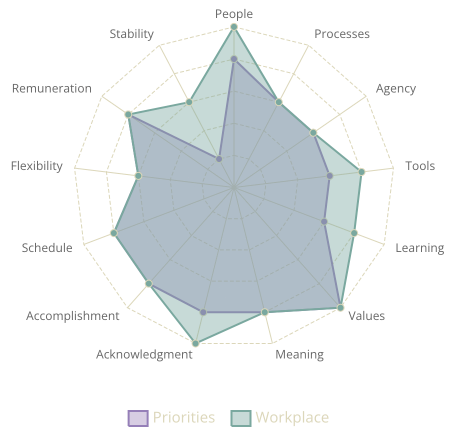 People
Stability
Processes
Remuneration
Agency
Flexibility
Tools
Schedule
Learning
Accomplishment
Values
Acknowledgment
Meaning
Priorities
Workplace